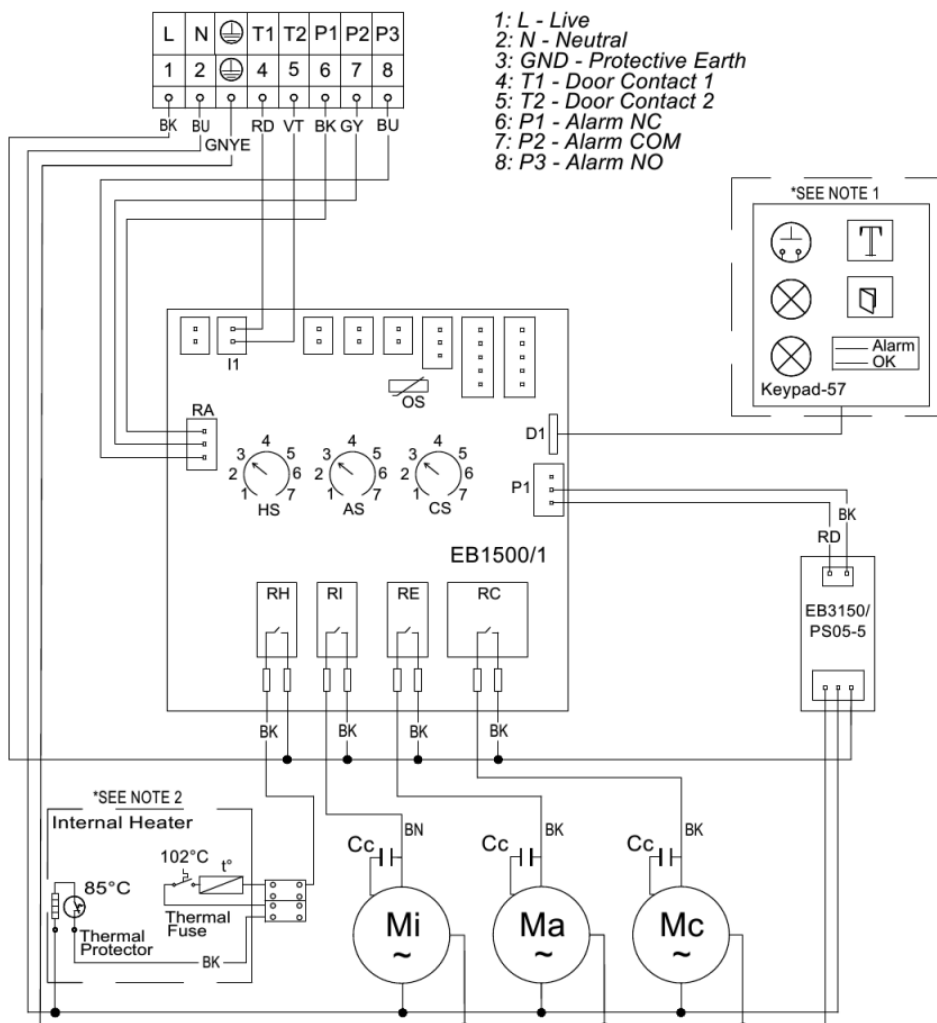 L N T1 T2 P1 P2 P3
1 2 4 5 6 7 8
BK BU GNYE RD VT BK GY BU
1: L - Live
2: N - Neutral
3: GND - Protective Earth
4: T1 - Door Contact 1
5: T2 - Door Contact 2
6: P1 - Alarm NC
7: P2 - Alarm COM
8: P3 - Alarm NO
*SEE NOTE 1
T
Alarm
OK
Keypad-57
I1
OS
RA
D1
1 2 3 4 5 6 7
HS
1 2 3 4 5 6 7
AS
1 2 3 4 5 6 7
CS
P1
BK
RD
EB1500/1
EB3150/
PS05-5
RH RI RE RC
BK BK BK BK
*SEE NOTE 2
Internal Heater
102°C
t°
85°C
Thermal
Fuse
Thermal
Protector
BK
BN BK BK
Cc Cc Cc
Mi Ma Mc
~ ~ ~